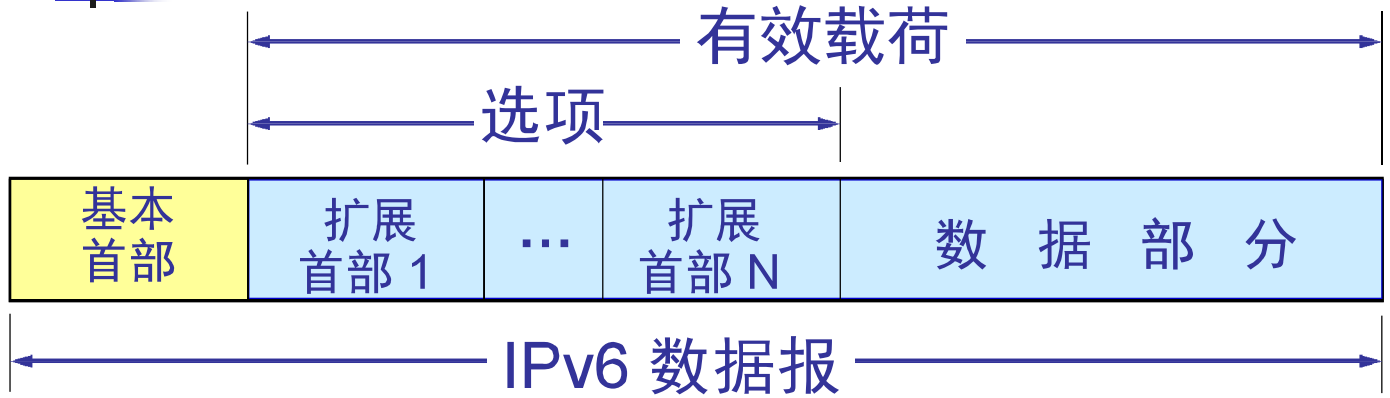 有效载荷
选项
基本
首部
扩展
首部 1
…
扩展
首部 N
数 据 部 分
IPv6 数据报